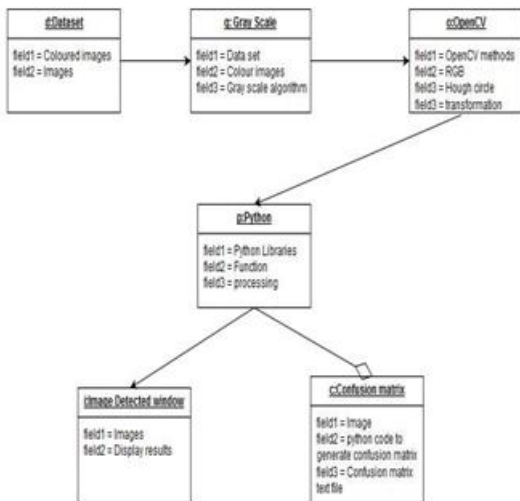 d:Dataset
field1 = Coloured images
field2 = Images
g: Gray Scale
field1 = Data set
field2 = Colour images
field3 = Gray scale algorithm
o:OpenCV
field1 = OpenCV methods
field2 = RGB
field3 = Hough circle
field3 = transformation
p:Python
field1 = Python Libraries
field2 = Function
field3 = processing
i:Image Detected window
field1 = Images
field2 = Display results
c:Confusion matrix
field1 = Image
field2 = python code to
generate confusion matrix
field3 = Confusion matrix
text file